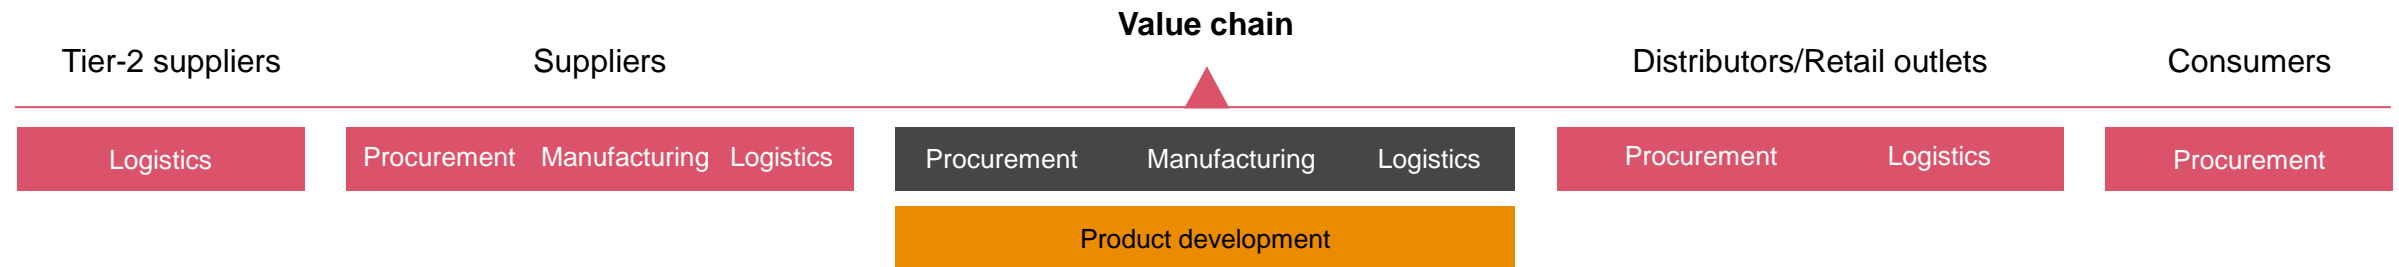 Value chain
Tier-2 suppliers
Suppliers
Distributors/Retail outlets
Consumers
Logistics
Procurement Manufacturing Logistics
Procurement Manufacturing Logistics
Procurement Logistics
Procurement
Product development